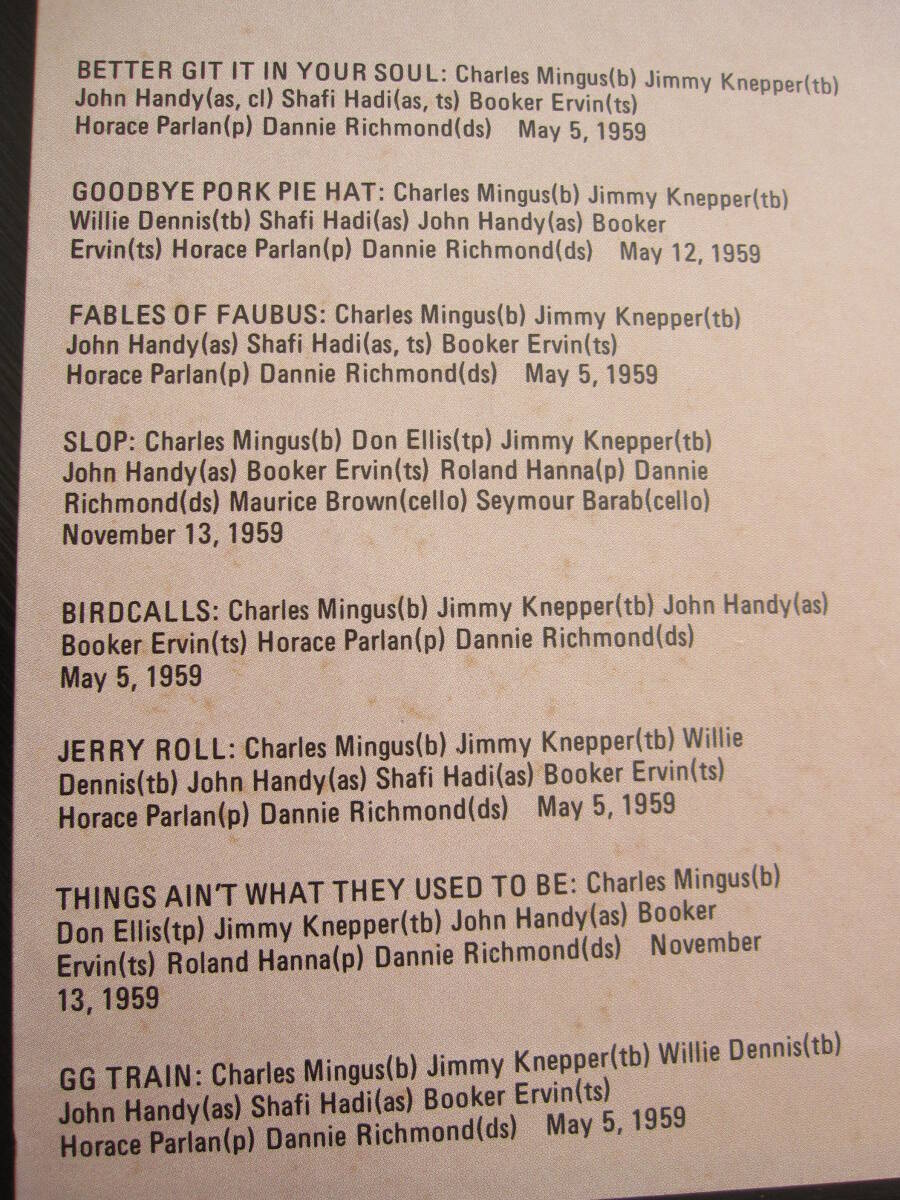 BETTER GIT IT IN YOUR SOUL: Charles Mingus(b) Jimmy Knepper(tb)
John Handy(as, cl) Shafi Hadi(as, ts) Booker Ervin(ts)
Horace Parlan(p) Dannie Richmond(ds) May 5, 1959
GOODBYE PORK PIE HAT: Charles Mingus(b) Jimmy Knepper(tb)
Willie Dennis(tb) Shafi Hadi(as) John Handy(as) Booker
Ervin(ts) Horace Parlan(p) Dannie Richmond(ds) May 12, 1959
FABLES OF FAUBUS: Charles Mingus(b) Jimmy Knepper(tb)
John Handy(as) Shafi Hadi(as, ts) Booker Ervin(ts)
Horace Parlan(p) Dannie Richmond(ds) May 5, 1959
SLOP: Charles Mingus(b) Don Ellis(tp) Jimmy Knepper(tb)
John Handy(as) Booker Ervin(ts) Roland Hanna(p) Dannie
Richmond(ds) Maurice Brown(cello) Seymour Barab(cello)
November 13, 1959
BIRDCALLS: Charles Mingus(b) Jimmy Knepper(tb) John Handy(as)
Booker Ervin(ts) Horace Parlan(p) Dannie Richmond(ds)
May 5, 1959
JERRY ROLL: Charles Mingus(b) Jimmy Knepper(tb) Willie
Dennis(tb) John Handy(as) Shafi Hadi(as) Booker Ervin(ts)
Horace Parlan(p) Dannie Richmond(ds) May 5, 1959
THINGS AIN'T WHAT THEY USED TO BE: Charles Mingus(b)
Don Ellis(tp) Jimmy Knepper(tb) John Handy(as) Booker
Ervin(ts) Roland Hanna(p) Dannie Richmond(ds) November
13, 1959
GG TRAIN: Charles Mingus(b) Jimmy Knepper(tb) Willie Dennis(tb)
John Handy(as) Shafi Hadi(as) Booker Ervin(ts)
Horace Parlan(p) Dannie Richmond(ds) May 5, 1959